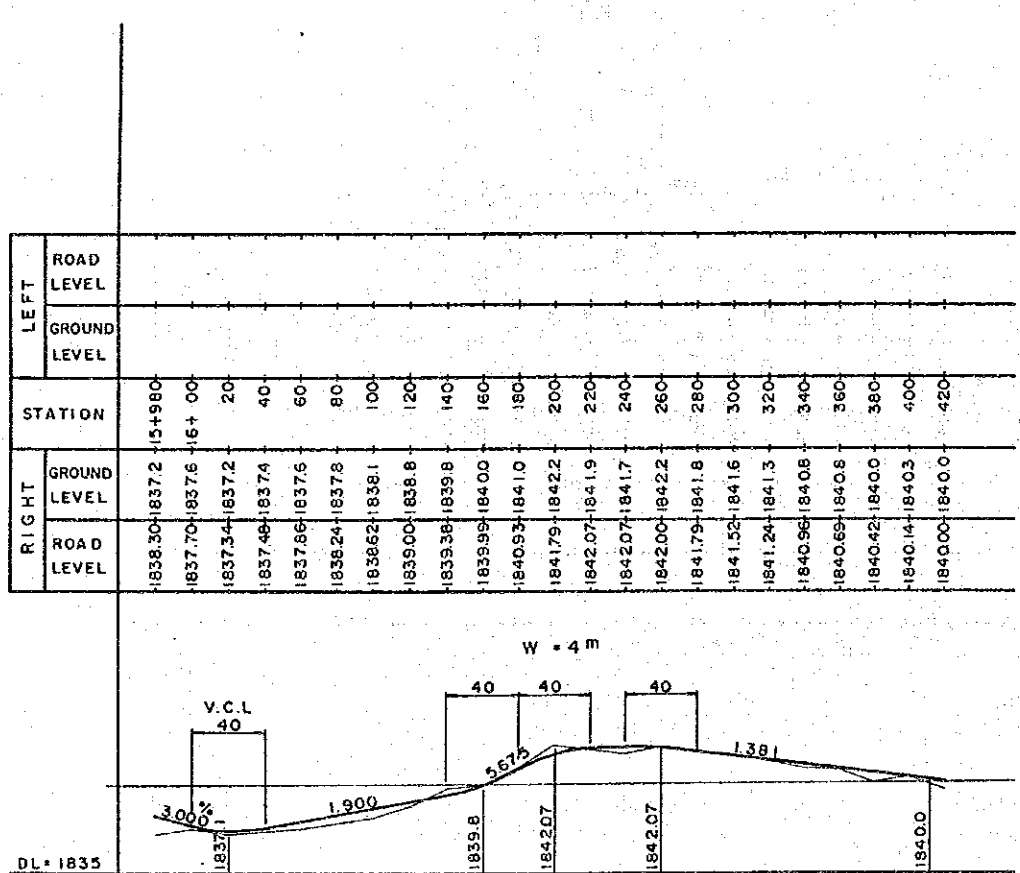 LEFT
ROAD LEVEL
GROUND LEVEL
STATION
15+980 16+ 00 20 40 60 80 100 120 140 160 180 200 220 240 260 280 300 320 340 360 380 400 420
RIGHT
GROUND LEVEL
1837.2 1837.6 1837.2 1837.4 1837.6 1837.8 1838.1 1838.8 1839.8 1840.0 1841.0 1842.2 1841.9 1841.7 1842.2 1841.8 1841.6 1841.3 1840.8 1840.8 1840.0 1840.3 1840.0
ROAD LEVEL
1838.30 1837.70 1837.34 1837.48 1837.86 1838.24 1838.62 1839.00 1839.38 1839.99 1840.93 1841.79 1842.07 1842.07 1842.00 1841.79 1841.52 1841.24 1840.96 1840.69 1840.42 1840.14 1840.00
W = 4 m
V.C.L
40
40 40 40
3.000 %
1.900
5.675
1.381
1837.1
1839.8
1842.07
1842.07
1840.0
DL= 1835